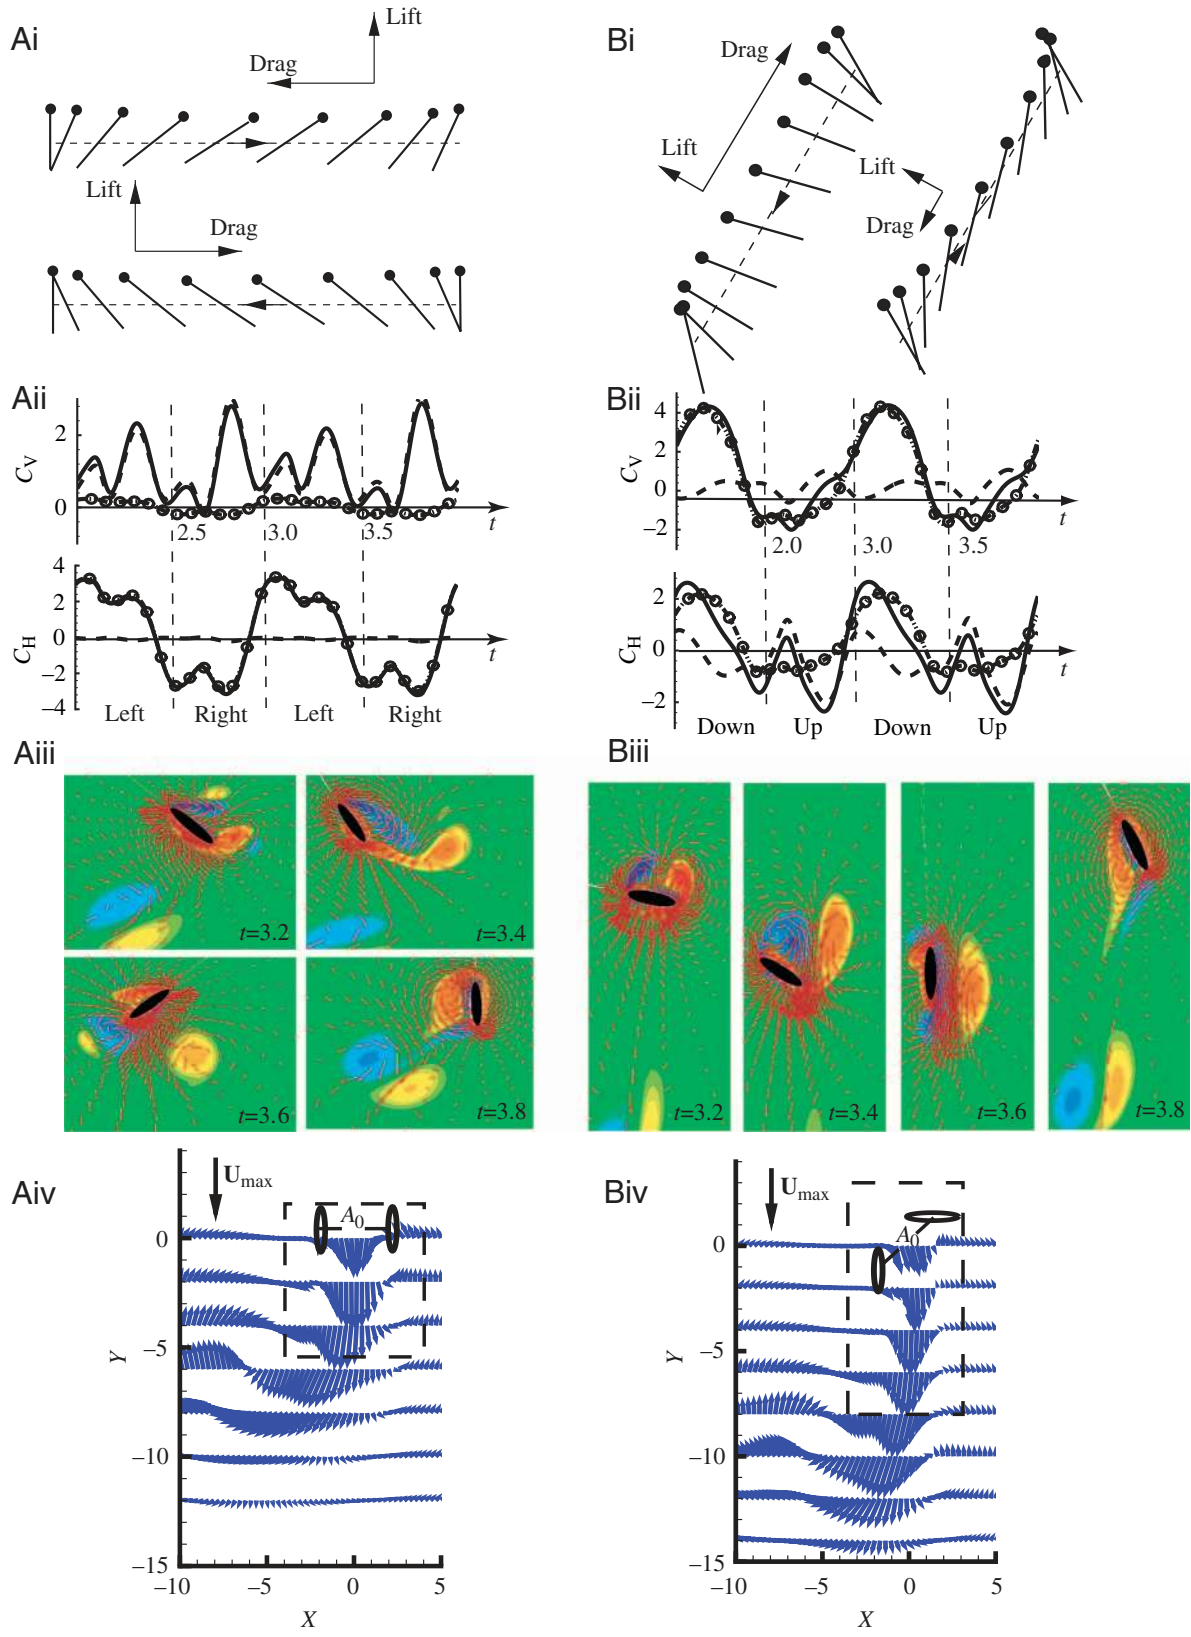 Ai
Lift
Drag
Lift
Drag
Bi
Drag
Lift
Lift
Drag
Aii
2
0
C_V
2.5
3.0
3.5
t
4
2
0
−2
−4
C_H
t
Left
Right
Left
Right
Bii
4
2
0
−2
C_V
2.0
3.0
3.5
t
2
0
−2
C_H
t
Down
Up
Down
Up
Aiii
t=3.2
t=3.4
t=3.6
t=3.8
Biii
t=3.2
t=3.4
t=3.6
t=3.8
Aiv
U_max
A_0
0
−5
−10
−15
Y
−10
−5
0
5
X
Biv
U_max
A_0
0
−5
−10
−15
Y
−10
−5
0
5
X